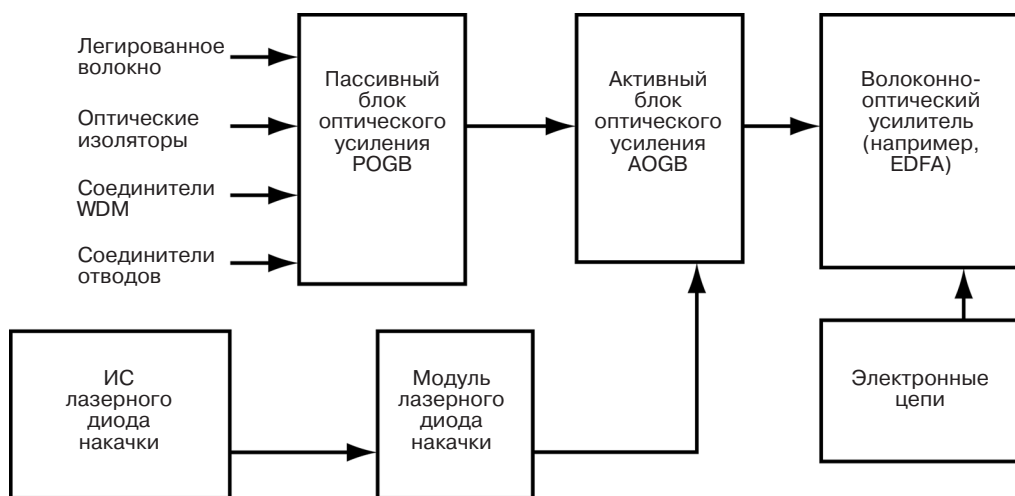 Легированное
волокно
Оптические
изоляторы
Соединители
WDM
Соединители
отводов
Пассивный
блок
оптического
усиления
POGB
Активный
блок
оптического
усиления
AOGB
Волоконно-
оптический
усилитель
(например,
EDFA)
ИС
лазерного
диода
накачки
Модуль
лазерного
диода
накачки
Электронные
цепи